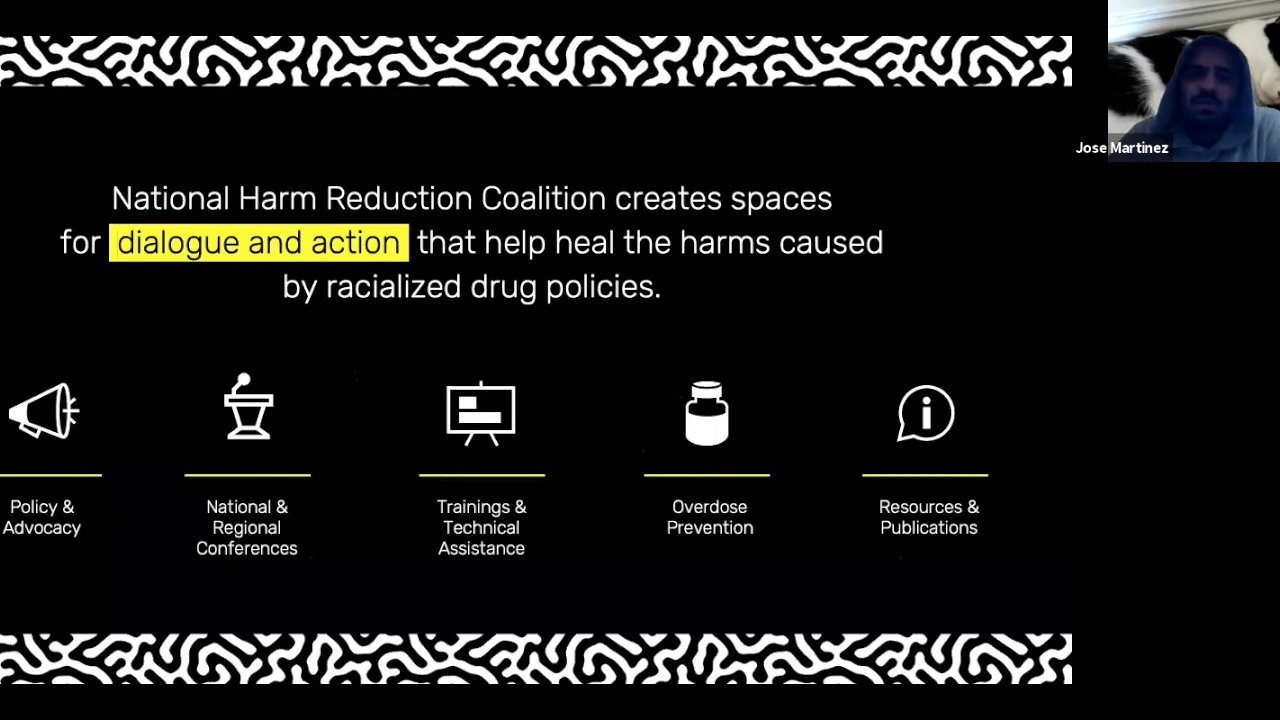 Jose Martinez
National Harm Reduction Coalition creates spaces
for dialogue and action that help heal the harms caused
by racialized drug policies.
Policy &
Advocacy
National &
Regional
Conferences
Trainings &
Technical
Assistance
Overdose
Prevention
Resources &
Publications